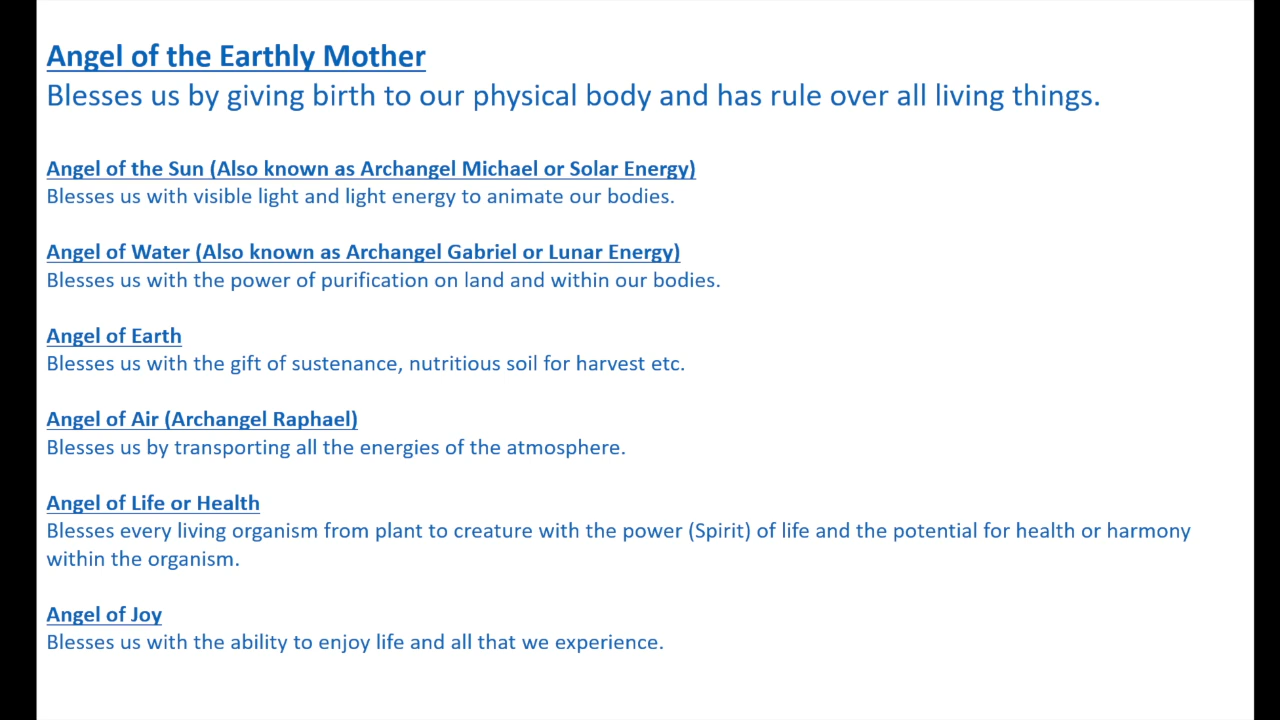 Angel of the Earthly Mother
Blesses us by giving birth to our physical body and has rule over all living things.
Angel of the Sun (Also known as Archangel Michael or Solar Energy)
Blesses us with visible light and light energy to animate our bodies.
Angel of Water (Also known as Archangel Gabriel or Lunar Energy)
Blesses us with the power of purification on land and within our bodies.
Angel of Earth
Blesses us with the gift of sustenance, nutritious soil for harvest etc.
Angel of Air (Archangel Raphael)
Blesses us by transporting all the energies of the atmosphere.
Angel of Life or Health
Blesses every living organism from plant to creature with the power (Spirit) of life and the potential for health or harmony
within the organism.
Angel of Joy
Blesses us with the ability to enjoy life and all that we experience.